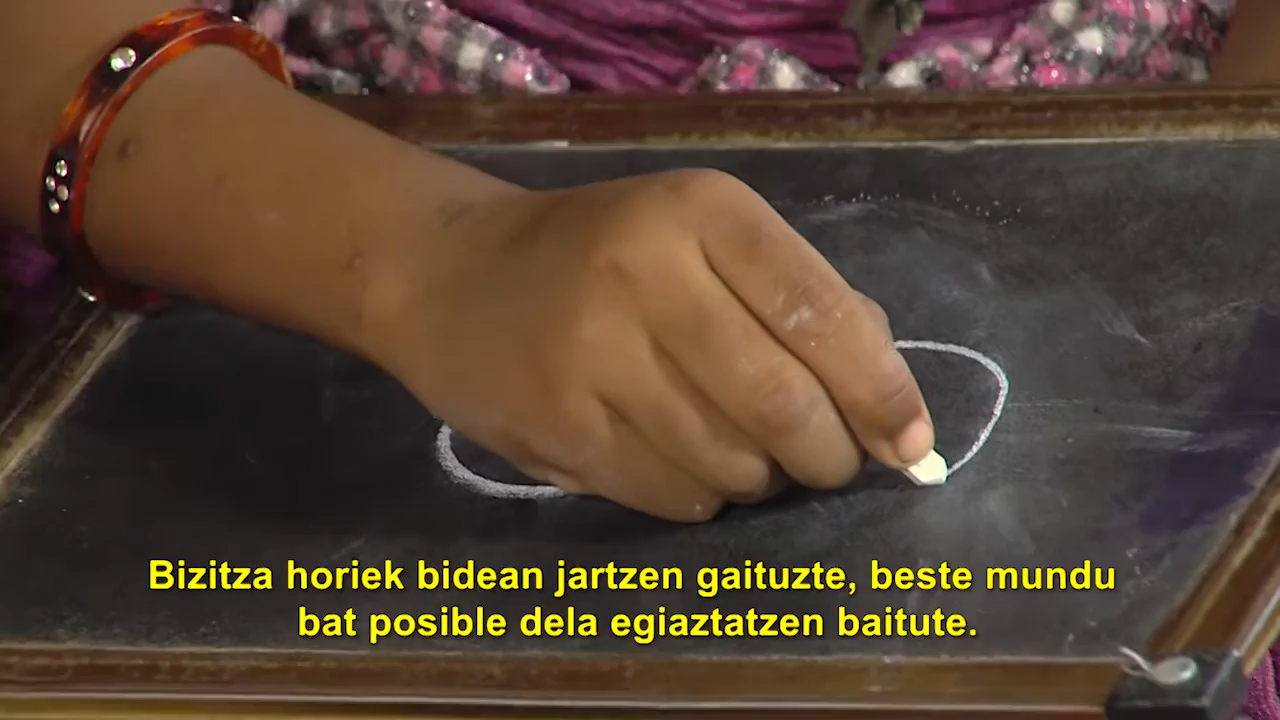 Bizitza horiek bidean jartzen gaituzte, beste mundu
bat posible dela egiaztatzen baitute.